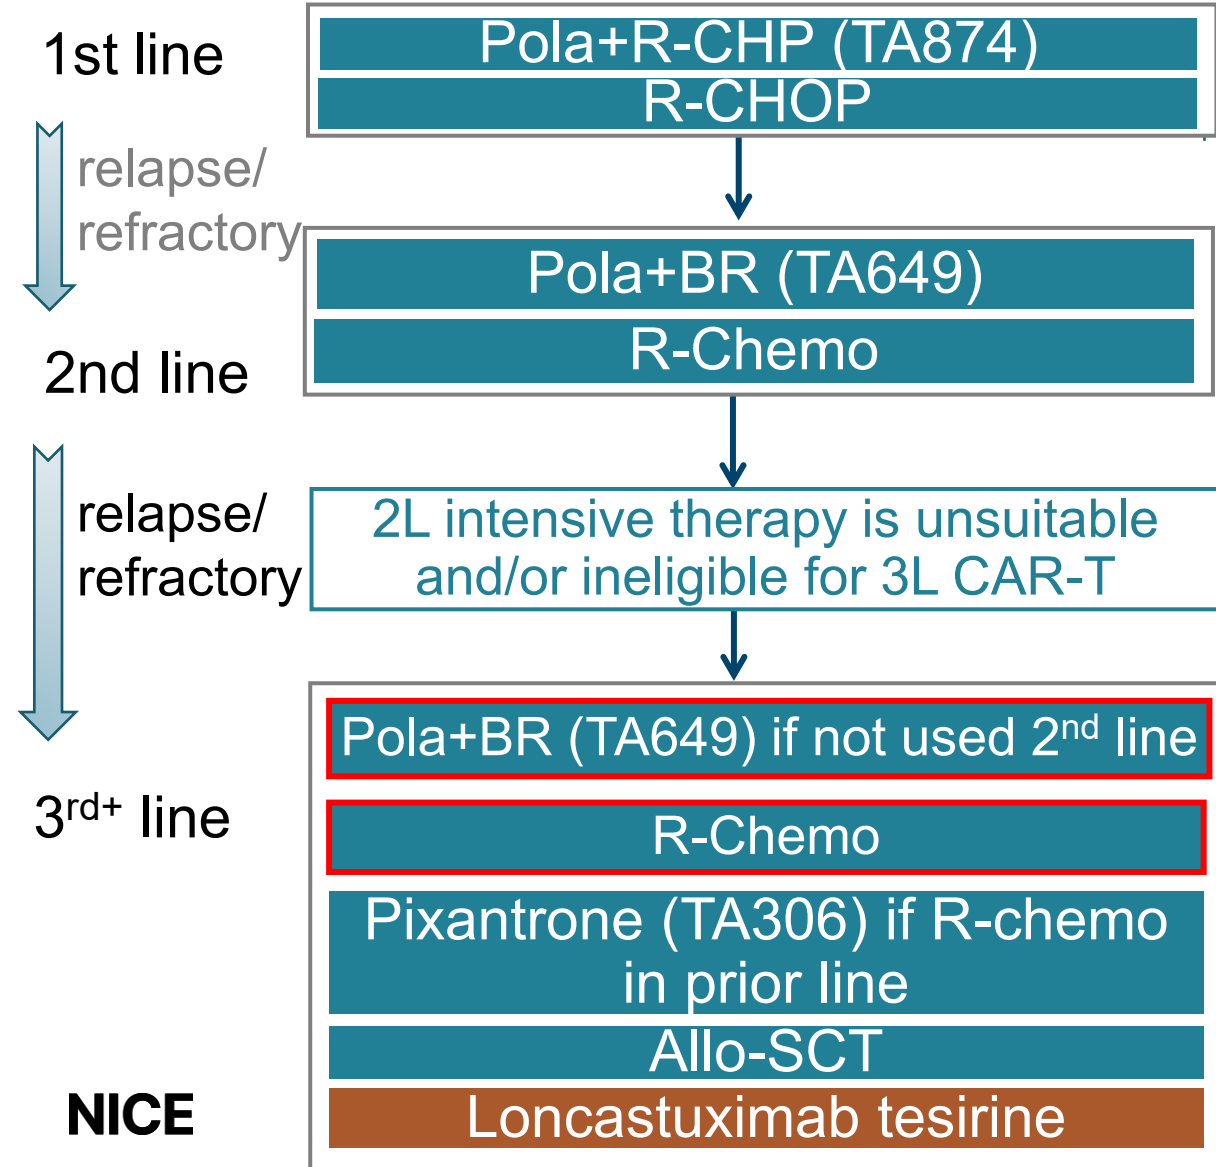 1st line
Pola+R-CHP (TA874)
R-CHOP
relapse/
refractory
Pola+BR (TA649)
R-Chemo
2nd line
relapse/
refractory
2L intensive therapy is unsuitable
and/or ineligible for 3L CAR-T
Pola+BR (TA649) if not used 2nd line
3rd+ line
R-Chemo
Pixantrone (TA306) if R-chemo
in prior line
Allo-SCT
Loncastuximab tesirine
NICE